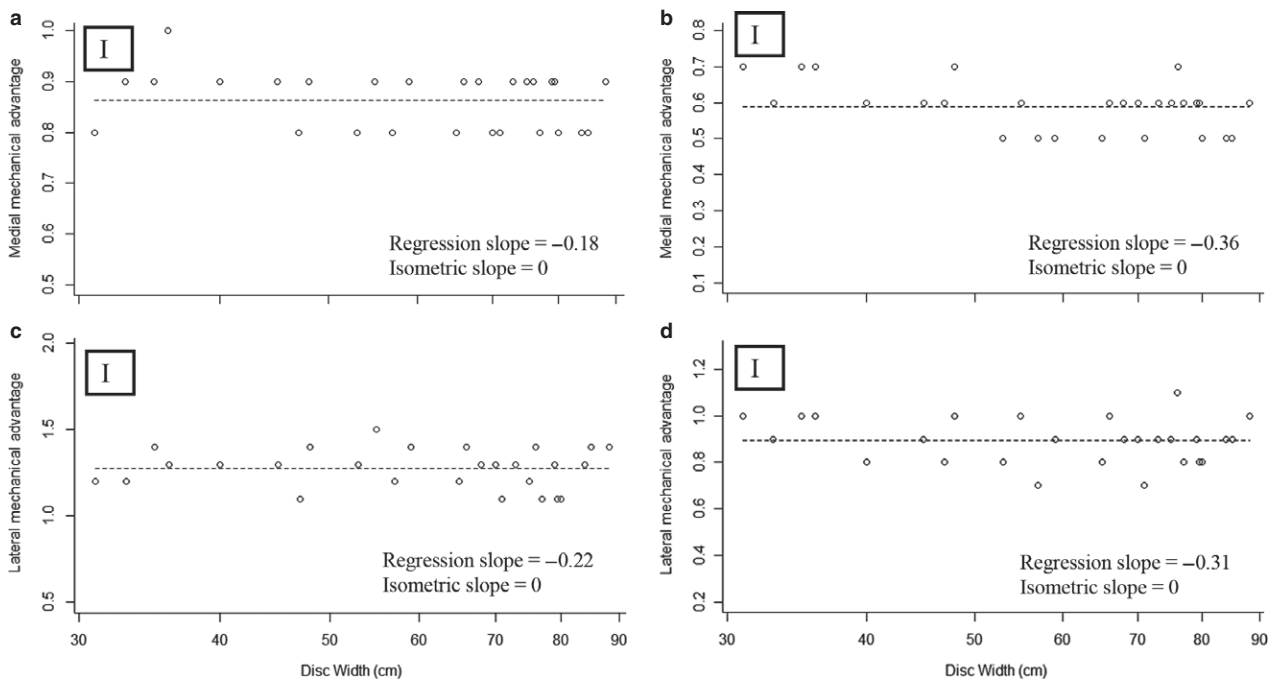 a
I
Medial mechanical advantage
1.0
0.9
0.8
0.7
0.6
0.5
Regression slope = –0.18
Isometric slope = 0
b
I
Medial mechanical advantage
0.8
0.7
0.6
0.5
0.4
0.3
0.2
0.1
Regression slope = –0.36
Isometric slope = 0
c
I
Lateral mechanical advantage
2.0
1.5
1.0
0.5
Regression slope = –0.22
Isometric slope = 0
30 40 50 60 70 80 90
Disc Width (cm)
d
I
Lateral mechanical advantage
1.2
1.0
0.8
0.6
0.4
0.2
Regression slope = –0.31
Isometric slope = 0
30 40 50 60 70 80 90
Disc Width (cm)